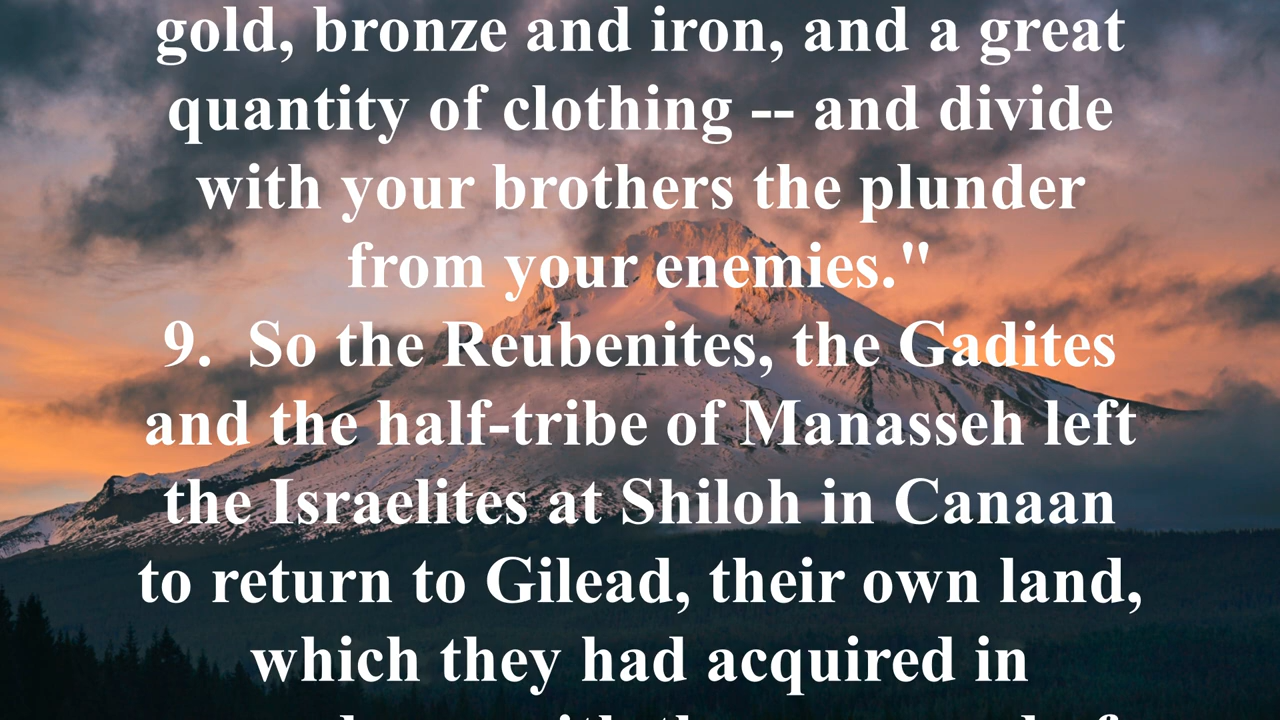 gold, bronze and iron, and a great
quantity of clothing -- and divide
with your brothers the plunder
from your enemies."
9.  So the Reubenites, the Gadites
and the half-tribe of Manasseh left
the Israelites at Shiloh in Canaan
to return to Gilead, their own land,
which they had acquired in